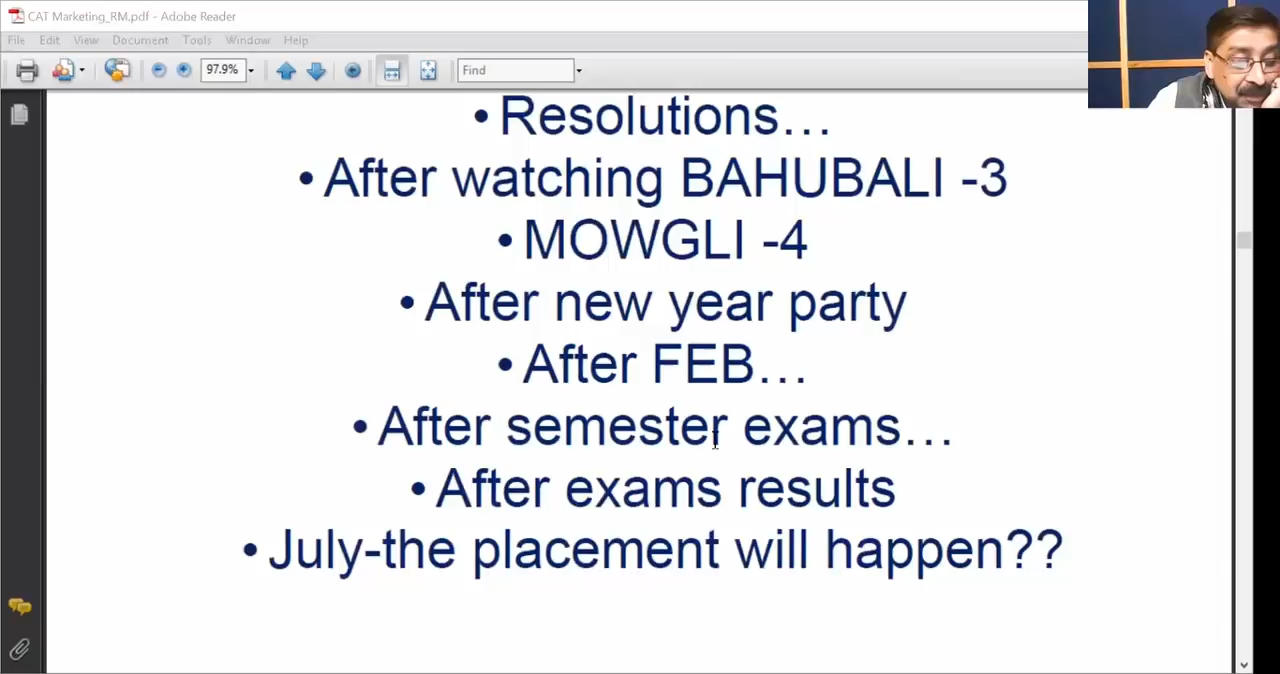 CAT Marketing_RM.pdf - Adobe Reader
File Edit View Document Tools Window Help
97.9% Find
• Resolutions…
• After watching BAHUBALI -3
• MOWGLI -4
• After new year party
• After FEB…
• After semester exams…
• After exams results
• July-the placement will happen??